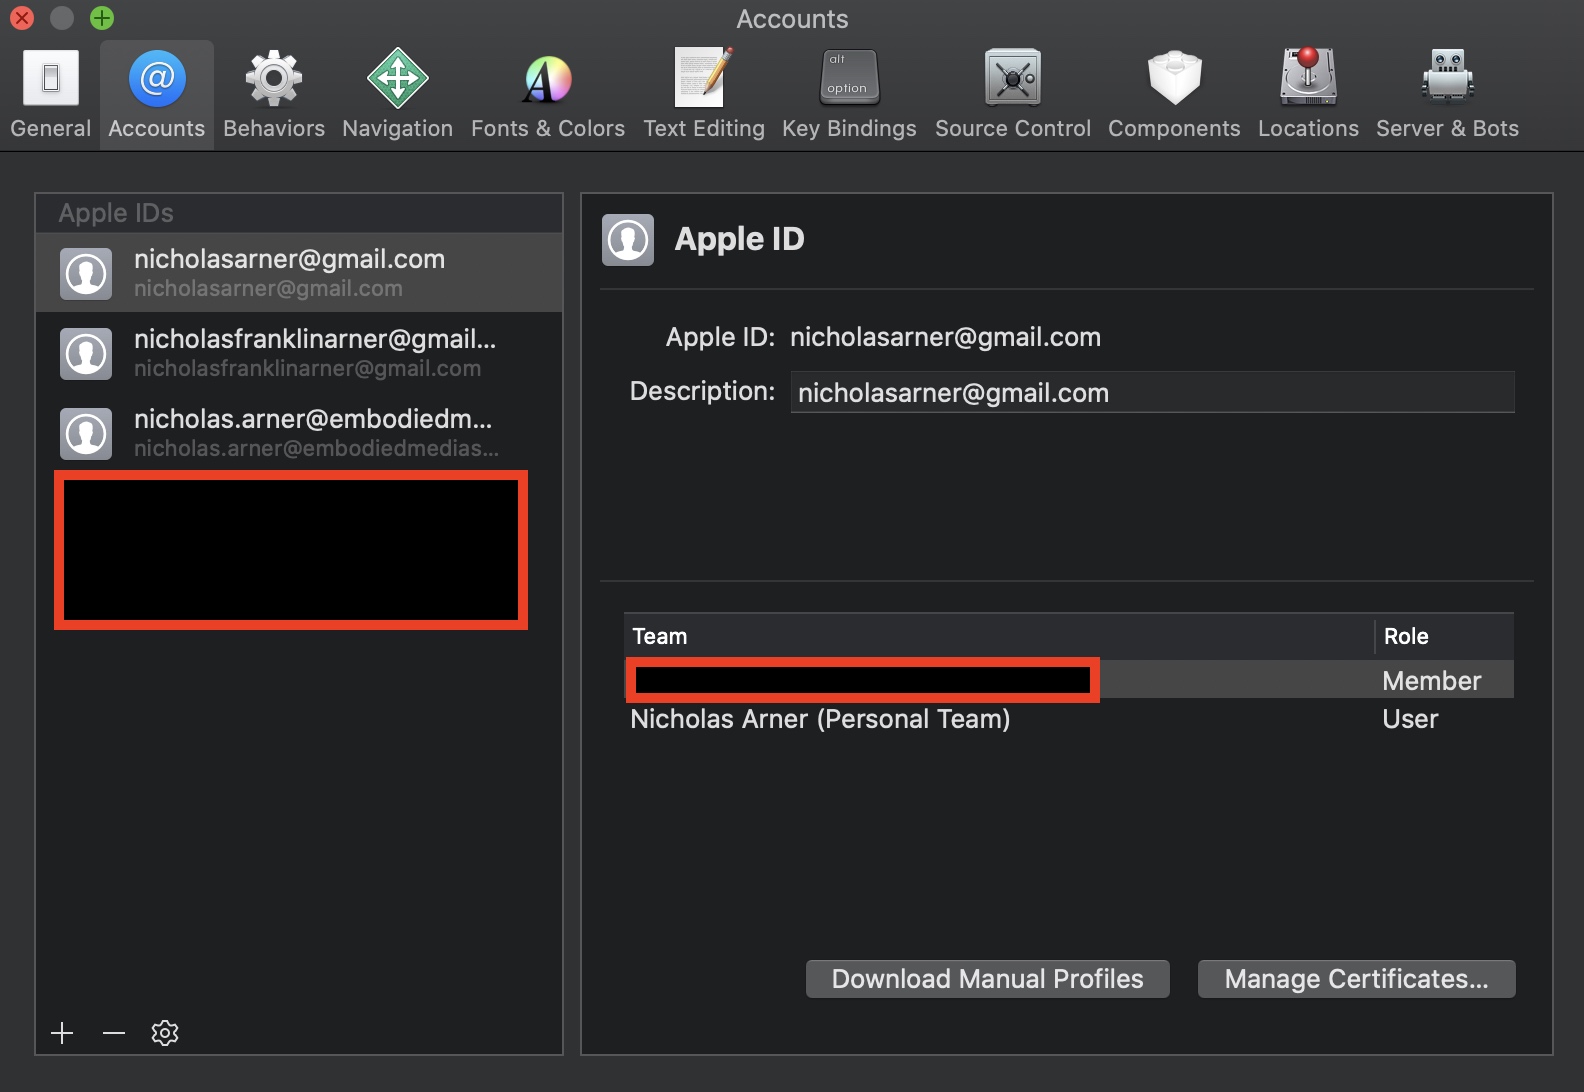 Accounts
General Accounts Behaviors Navigation Fonts & Colors Text Editing alt option Key Bindings Source Control Components Locations Server & Bots
Apple IDs
nicholasarner@gmail.com
nicholasarner@gmail.com
nicholasfranklinarner@gmail...
nicholasfranklinarner@gmail.com
nicholas.arner@embodiedm...
nicholas.arner@embodiedmedias...
Apple ID
Apple ID: nicholasarner@gmail.com
Description: nicholasarner@gmail.com
Team Role
Member
Nicholas Arner (Personal Team) User
Download Manual Profiles Manage Certificates...